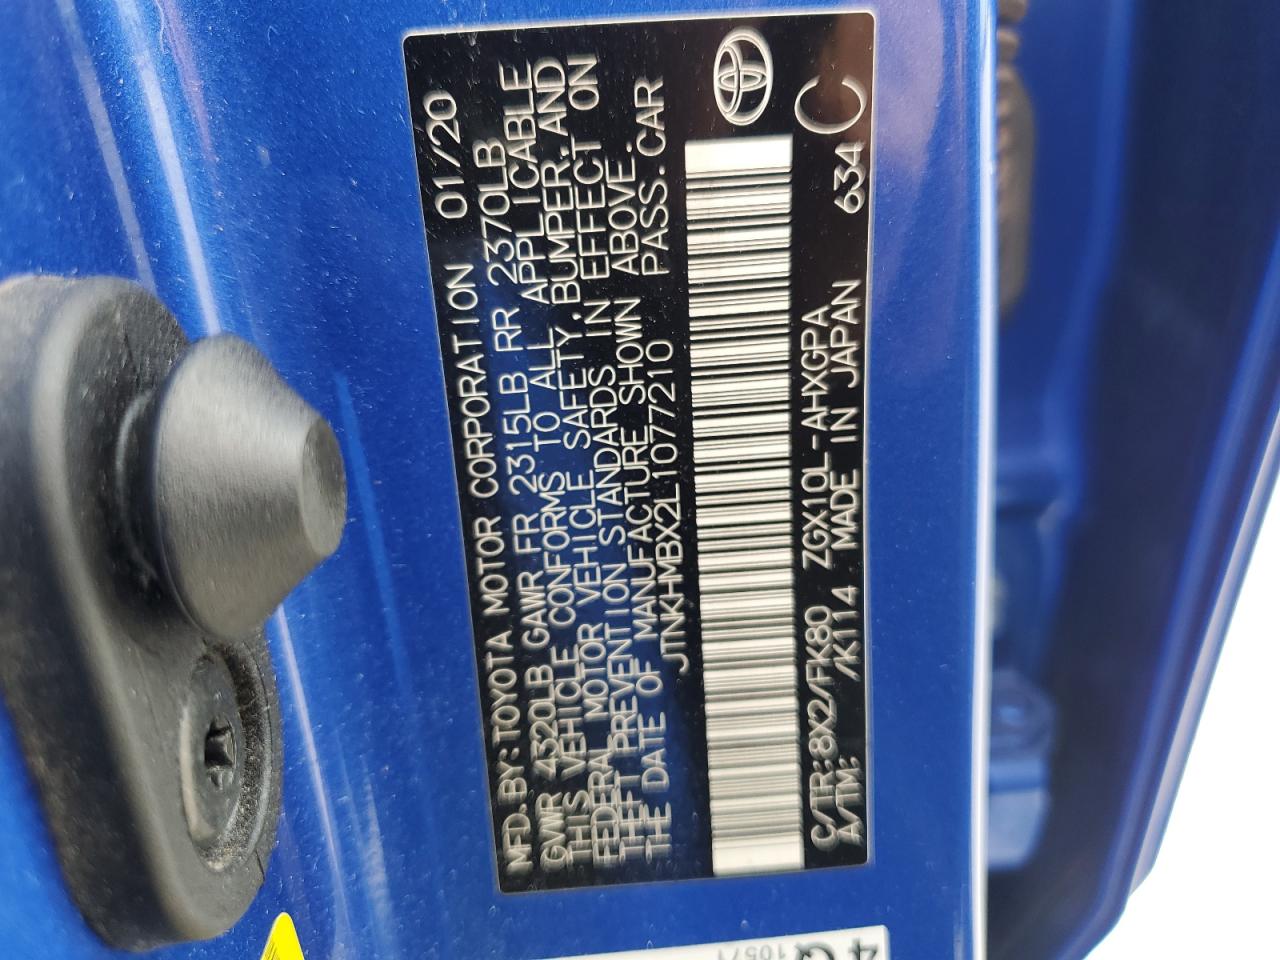 MFD. BY: TOYOTA MOTOR CORPORATION 01/20
GVWR 4320LB GAWR FR 2315LB RR 2370LB
THIS VEHICLE CONFORMS TO ALL APPLICABLE
FEDERAL MOTOR VEHICLE SAFETY, BUMPER, AND
THEFT PREVENTION STANDARDS IN EFFECT ON
THE DATE OF MANUFACTURE SHOWN ABOVE.
JTNKHMBX2L1077210 PASS. CAR
C/TR: 8X2/FK80 ZGX10L-AHXGPA 634
A/TM: /K114 MADE IN JAPAN
C
4Q
10571